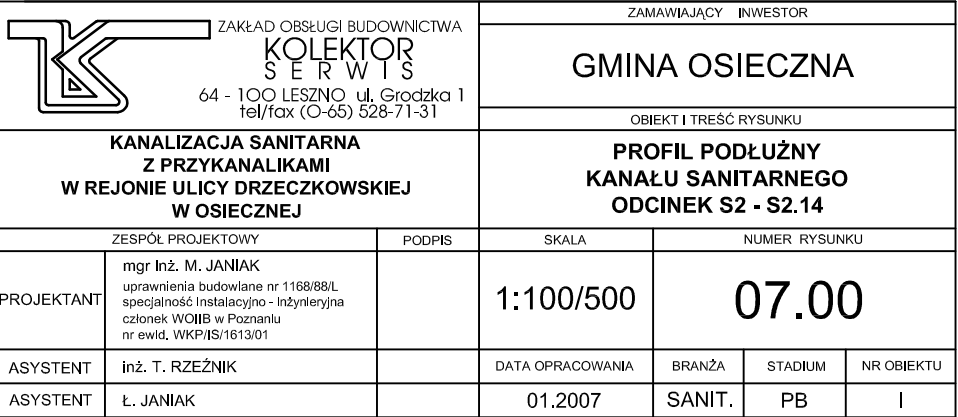 ZAKŁAD OBSŁUGI BUDOWNICTWA
KOLEKTOR
SERWIS
64 - 100 LESZNO ul. Grodzka 1
tel/fax (0-65) 528-71-31
ZAMAWIAJĄCY INWESTOR
GMINA OSIECZNA
OBIEKT I TREŚĆ RYSUNKU
KANALIZACJA SANITARNA
Z PRZYKANALIKAMI
W REJONIE ULICY DRZECZKOWSKIEJ
W OSIECZNEJ
PROFIL PODŁUŻNY
KANAŁU SANITARNEGO
ODCINEK S2 - S2.14
ZESPÓŁ PROJEKTOWY
PODPIS
SKALA
NUMER RYSUNKU
PROJEKTANT
mgr inż. M. JANIAK
uprawnienia budowlane nr 1168/88/L
specjalność instalacyjno - inżynieryjna
członek WOIIB w Poznaniu
nr ewid. WKP/IS/1613/01
1:100/500
07.00
ASYSTENT
inż. T. RZEŹNIK
DATA OPRACOWANIA
BRANŻA
STADIUM
NR OBIEKTU
ASYSTENT
Ł. JANIAK
01.2007
SANIT.
PB
I